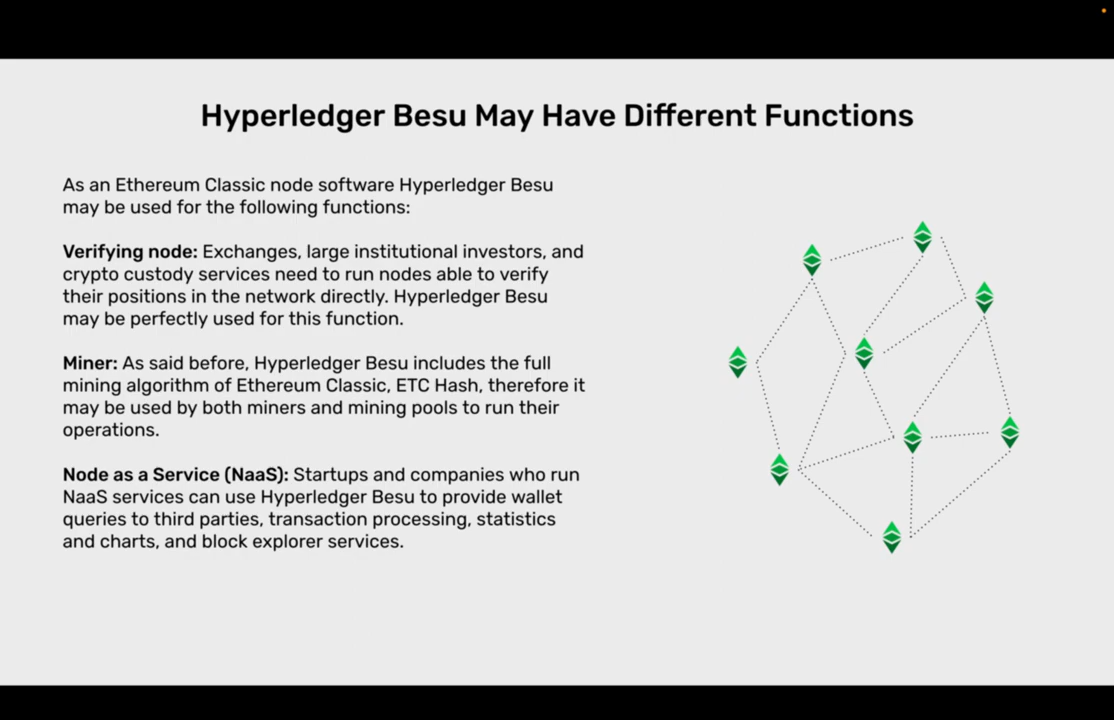 Hyperledger Besu May Have Different Functions
As an Ethereum Classic node software Hyperledger Besu
may be used for the following functions:
Verifying node: Exchanges, large institutional investors, and
crypto custody services need to run nodes able to verify
their positions in the network directly. Hyperledger Besu
may be perfectly used for this function.
Miner: As said before, Hyperledger Besu includes the full
mining algorithm of Ethereum Classic, ETC Hash, therefore it
may be used by both miners and mining pools to run their
operations.
Node as a Service (NaaS): Startups and companies who run
NaaS services can use Hyperledger Besu to provide wallet
queries to third parties, transaction processing, statistics
and charts, and block explorer services.